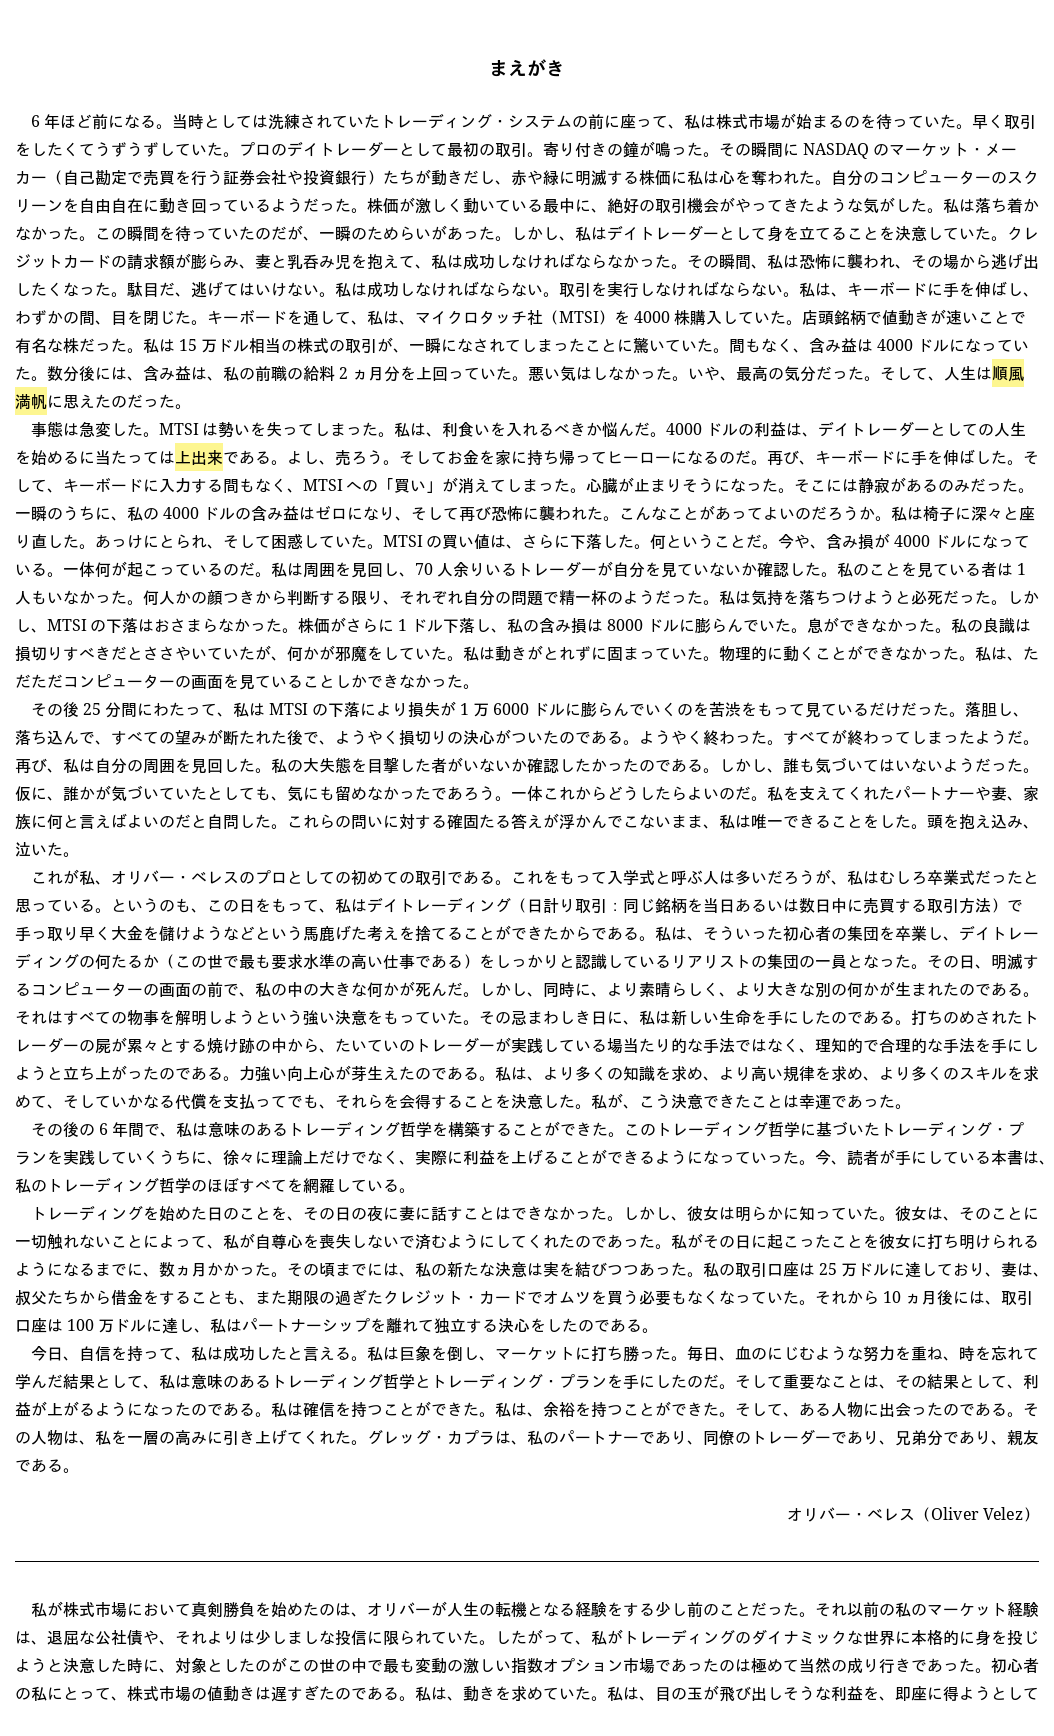 まえがき
6 年ほど前になる。当時としては洗練されていたトレーディング・システムの前に座って、私は株式市場が始まるのを待っていた。早く取引
をしたくてうずうずしていた。プロのデイトレーダーとして最初の取引。寄り付きの鐘が鳴った。その瞬間に NASDAQ のマーケット・メー
カー（自己勘定で売買を行う証券会社や投資銀行）たちが動きだし、赤や緑に明滅する株価に私は心を奪われた。自分のコンピューターのスク
リーンを自由自在に動き回っているようだった。株価が激しく動いている最中に、絶好の取引機会がやってきたような気がした。私は落ち着か
なかった。この瞬間を待っていたのだが、一瞬のためらいがあった。しかし、私はデイトレーダーとして身を立てることを決意していた。クレ
ジットカードの請求額が膨らみ、妻と乳呑み児を抱えて、私は成功しなければならなかった。その瞬間、私は恐怖に襲われ、その場から逃げ出
したくなった。駄目だ、逃げてはいけない。私は成功しなければならない。取引を実行しなければならない。私は、キーボードに手を伸ばし、
わずかの間、目を閉じた。キーボードを通して、私は、マイクロタッチ社（MTSI）を 4000 株購入していた。店頭銘柄で値動きが速いことで
有名な株だった。私は 15 万ドル相当の株式の取引が、一瞬になされてしまったことに驚いていた。間もなく、含み益は 4000 ドルになってい
た。数分後には、含み益は、私の前職の給料 2 ヵ月分を上回っていた。悪い気はしなかった。いや、最高の気分だった。そして、人生は順風
満帆に思えたのだった。
事態は急変した。MTSI は勢いを失ってしまった。私は、利食いを入れるべきか悩んだ。4000 ドルの利益は、デイトレーダーとしての人生
を始めるに当たっては上出来である。よし、売ろう。そしてお金を家に持ち帰ってヒーローになるのだ。再び、キーボードに手を伸ばした。そ
して、キーボードに入力する間もなく、MTSI への「買い」が消えてしまった。心臓が止まりそうになった。そこには静寂があるのみだった。
一瞬のうちに、私の 4000 ドルの含み益はゼロになり、そして再び恐怖に襲われた。こんなことがあってよいのだろうか。私は椅子に深々と座
り直した。あっけにとられ、そして困惑していた。MTSI の買い値は、さらに下落した。何ということだ。今や、含み損が 4000 ドルになって
いる。一体何が起こっているのだ。私は周囲を見回し、70 人余りいるトレーダーが自分を見ていないか確認した。私のことを見ている者は 1
人もいなかった。何人かの顔つきから判断する限り、それぞれ自分の問題で精一杯のようだった。私は気持を落ちつけようと必死だった。しか
し、MTSI の下落はおさまらなかった。株価がさらに 1 ドル下落し、私の含み損は 8000 ドルに膨らんでいた。息ができなかった。私の良識は
損切りすべきだとささやいていたが、何かが邪魔をしていた。私は動きがとれずに固まっていた。物理的に動くことができなかった。私は、た
だただコンピューターの画面を見ていることしかできなかった。
その後 25 分間にわたって、私は MTSI の下落により損失が 1 万 6000 ドルに膨らんでいくのを苦渋をもって見ているだけだった。落胆し、
落ち込んで、すべての望みが断たれた後で、ようやく損切りの決心がついたのである。ようやく終わった。すべてが終わってしまったようだ。
再び、私は自分の周囲を見回した。私の大失態を目撃した者がいないか確認したかったのである。しかし、誰も気づいてはいないようだった。
仮に、誰かが気づいていたとしても、気にも留めなかったであろう。一体これからどうしたらよいのだ。私を支えてくれたパートナーや妻、家
族に何と言えばよいのだと自問した。これらの問いに対する確固たる答えが浮かんでこないまま、私は唯一できることをした。頭を抱え込み、
泣いた。
これが私、オリバー・ベレスのプロとしての初めての取引である。これをもって入学式と呼ぶ人は多いだろうが、私はむしろ卒業式だったと
思っている。というのも、この日をもって、私はデイトレーディング（日計り取引：同じ銘柄を当日あるいは数日中に売買する取引方法）で
手っ取り早く大金を儲けようなどという馬鹿げた考えを捨てることができたからである。私は、そういった初心者の集団を卒業し、デイトレー
ディングの何たるか（この世で最も要求水準の高い仕事である）をしっかりと認識しているリアリストの集団の一員となった。その日、明滅す
るコンピューターの画面の前で、私の中の大きな何かが死んだ。しかし、同時に、より素晴らしく、より大きな別の何かが生まれたのである。
それはすべての物事を解明しようという強い決意をもっていた。その忌まわしき日に、私は新しい生命を手にしたのである。打ちのめされたト
レーダーの屍が累々とする焼け跡の中から、たいていのトレーダーが実践している場当たり的な手法ではなく、理知的で合理的な手法を手にし
ようと立ち上がったのである。力強い向上心が芽生えたのである。私は、より多くの知識を求め、より高い規律を求め、より多くのスキルを求
めて、そしていかなる代償を支払ってでも、それらを会得することを決意した。私が、こう決意できたことは幸運であった。
その後の 6 年間で、私は意味のあるトレーディング哲学を構築することができた。このトレーディング哲学に基づいたトレーディング・プ
ランを実践していくうちに、徐々に理論上だけでなく、実際に利益を上げることができるようになっていった。今、読者が手にしている本書は、
私のトレーディング哲学のほぼすべてを網羅している。
トレーディングを始めた日のことを、その日の夜に妻に話すことはできなかった。しかし、彼女は明らかに知っていた。彼女は、そのことに
一切触れないことによって、私が自尊心を喪失しないで済むようにしてくれたのであった。私がその日に起こったことを彼女に打ち明けられる
ようになるまでに、数ヵ月かかった。その頃までには、私の新たな決意は実を結びつつあった。私の取引口座は 25 万ドルに達しており、妻は、
叔父たちから借金をすることも、また期限の過ぎたクレジット・カードでオムツを買う必要もなくなっていた。それから 10 ヵ月後には、取引
口座は 100 万ドルに達し、私はパートナーシップを離れて独立する決心をしたのである。
今日、自信を持って、私は成功したと言える。私は巨象を倒し、マーケットに打ち勝った。毎日、血のにじむような努力を重ね、時を忘れて
学んだ結果として、私は意味のあるトレーディング哲学とトレーディング・プランを手にしたのだ。そして重要なことは、その結果として、利
益が上がるようになったのである。私は確信を持つことができた。私は、余裕を持つことができた。そして、ある人物に出会ったのである。そ
の人物は、私を一層の高みに引き上げてくれた。グレッグ・カプラは、私のパートナーであり、同僚のトレーダーであり、兄弟分であり、親友
である。
オリバー・ベレス（Oliver Velez）
私が株式市場において真剣勝負を始めたのは、オリバーが人生の転機となる経験をする少し前のことだった。それ以前の私のマーケット経験
は、退屈な公社債や、それよりは少しましな投信に限られていた。したがって、私がトレーディングのダイナミックな世界に本格的に身を投じ
ようと決意した時に、対象としたのがこの世の中で最も変動の激しい指数オプション市場であったのは極めて当然の成り行きであった。初心者
の私にとって、株式市場の値動きは遅すぎたのである。私は、動きを求めていた。私は、目の玉が飛び出しそうな利益を、即座に得ようとして